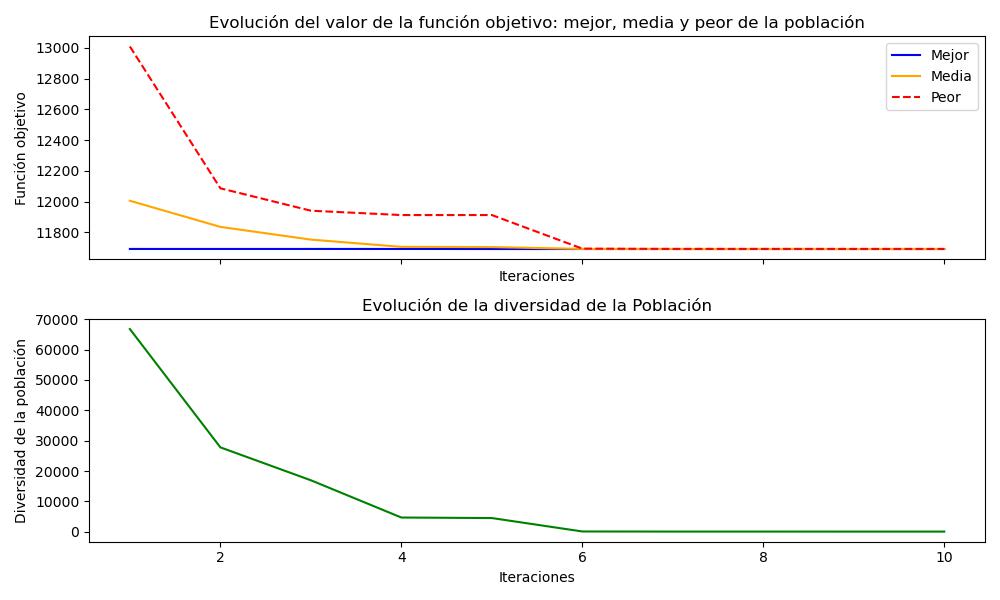 Evolución del valor de la función objetivo: mejor, media y peor de la población
13000
12800
12600
12400
12200
12000
11800
Función objetivo
Mejor
Media
Peor
Iteraciones
Evolución de la diversidad de la Población
70000
60000
50000
40000
30000
20000
10000
0
Diversidad de la población
2 4 6 8 10
Iteraciones